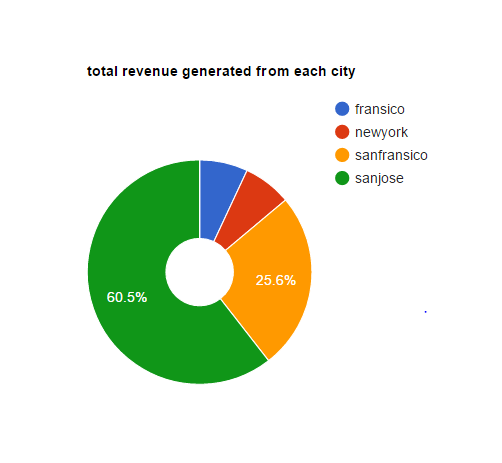 total revenue generated from each city
fransico
newyork
sanfransico
sanjose
25.6%
60.5%